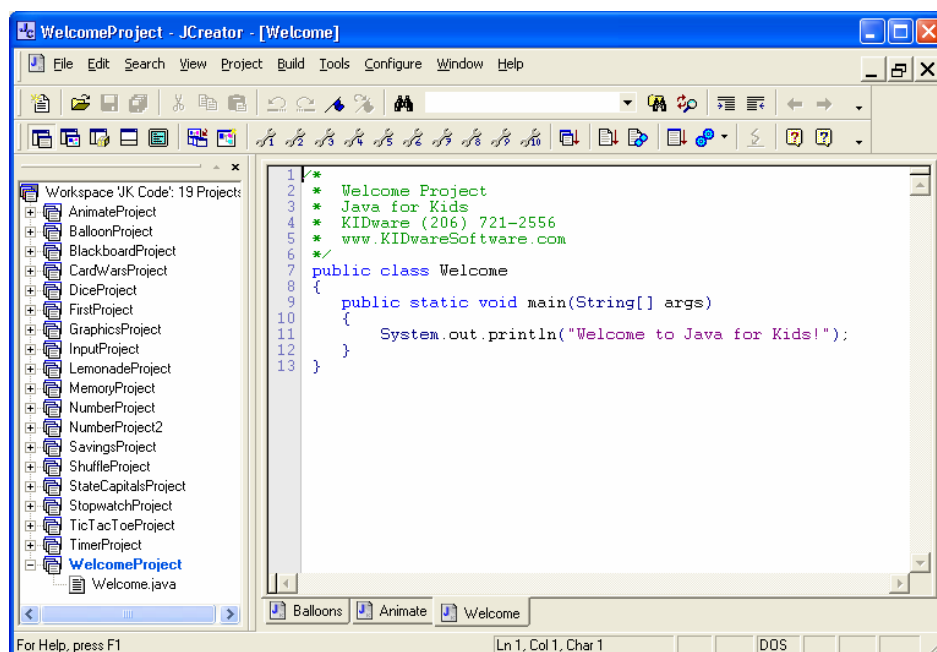 WelcomeProject - JCreator - [Welcome]
File Edit Search View Project Build Tools Configure Window Help
Workspace 'JK Code': 19 Projects
AnimateProject
BalloonProject
BlackboardProject
CardWarsProject
DiceProject
FirstProject
GraphicsProject
InputProject
LemonadeProject
MemoryProject
NumberProject
NumberProject2
SavingsProject
ShuffleProject
StateCapitalsProject
StopwatchProject
TicTacToeProject
TimerProject
WelcomeProject
Welcome.java
1 /*
2 *  Welcome Project
3 *  Java for Kids
4 *  KIDware (206) 721-2556
5 *  www.KIDwareSoftware.com
6 */
7 public class Welcome
8 {
9    public static void main(String[] args)
10    {
11        System.out.println("Welcome to Java for Kids!");
12    }
13 }
Balloons Animate Welcome
For Help, press F1 Ln 1, Col 1, Char 1 DOS